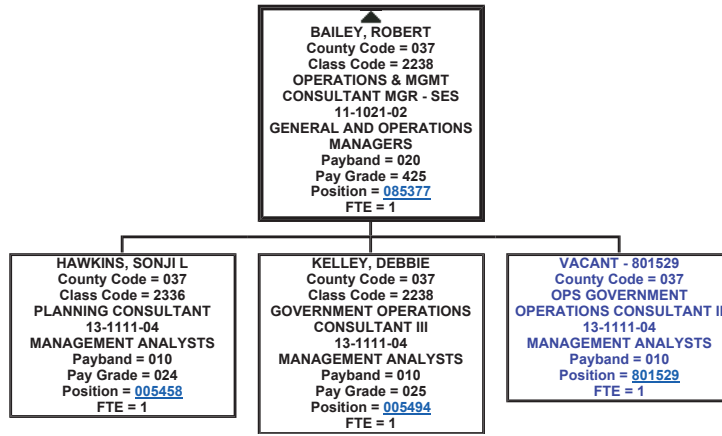 BAILEY, ROBERT
County Code = 037
Class Code = 2238
OPERATIONS & MGMT
CONSULTANT MGR - SES
11-1021-02
GENERAL AND OPERATIONS
MANAGERS
Payband = 020
Pay Grade = 425
Position = 085377
FTE = 1
HAWKINS, SONJI L
County Code = 037
Class Code = 2336
PLANNING CONSULTANT
13-1111-04
MANAGEMENT ANALYSTS
Payband = 010
Pay Grade = 024
Position = 005458
FTE = 1
KELLEY, DEBBIE
County Code = 037
Class Code = 2238
GOVERNMENT OPERATIONS
CONSULTANT III
13-1111-04
MANAGEMENT ANALYSTS
Payband = 010
Pay Grade = 025
Position = 005494
FTE = 1
VACANT - 801529
County Code = 037
OPS GOVERNMENT
OPERATIONS CONSULTANT
13-1111-04
MANAGEMENT ANALYSTS
Payband = 010
Position = 801529
FTE = 1